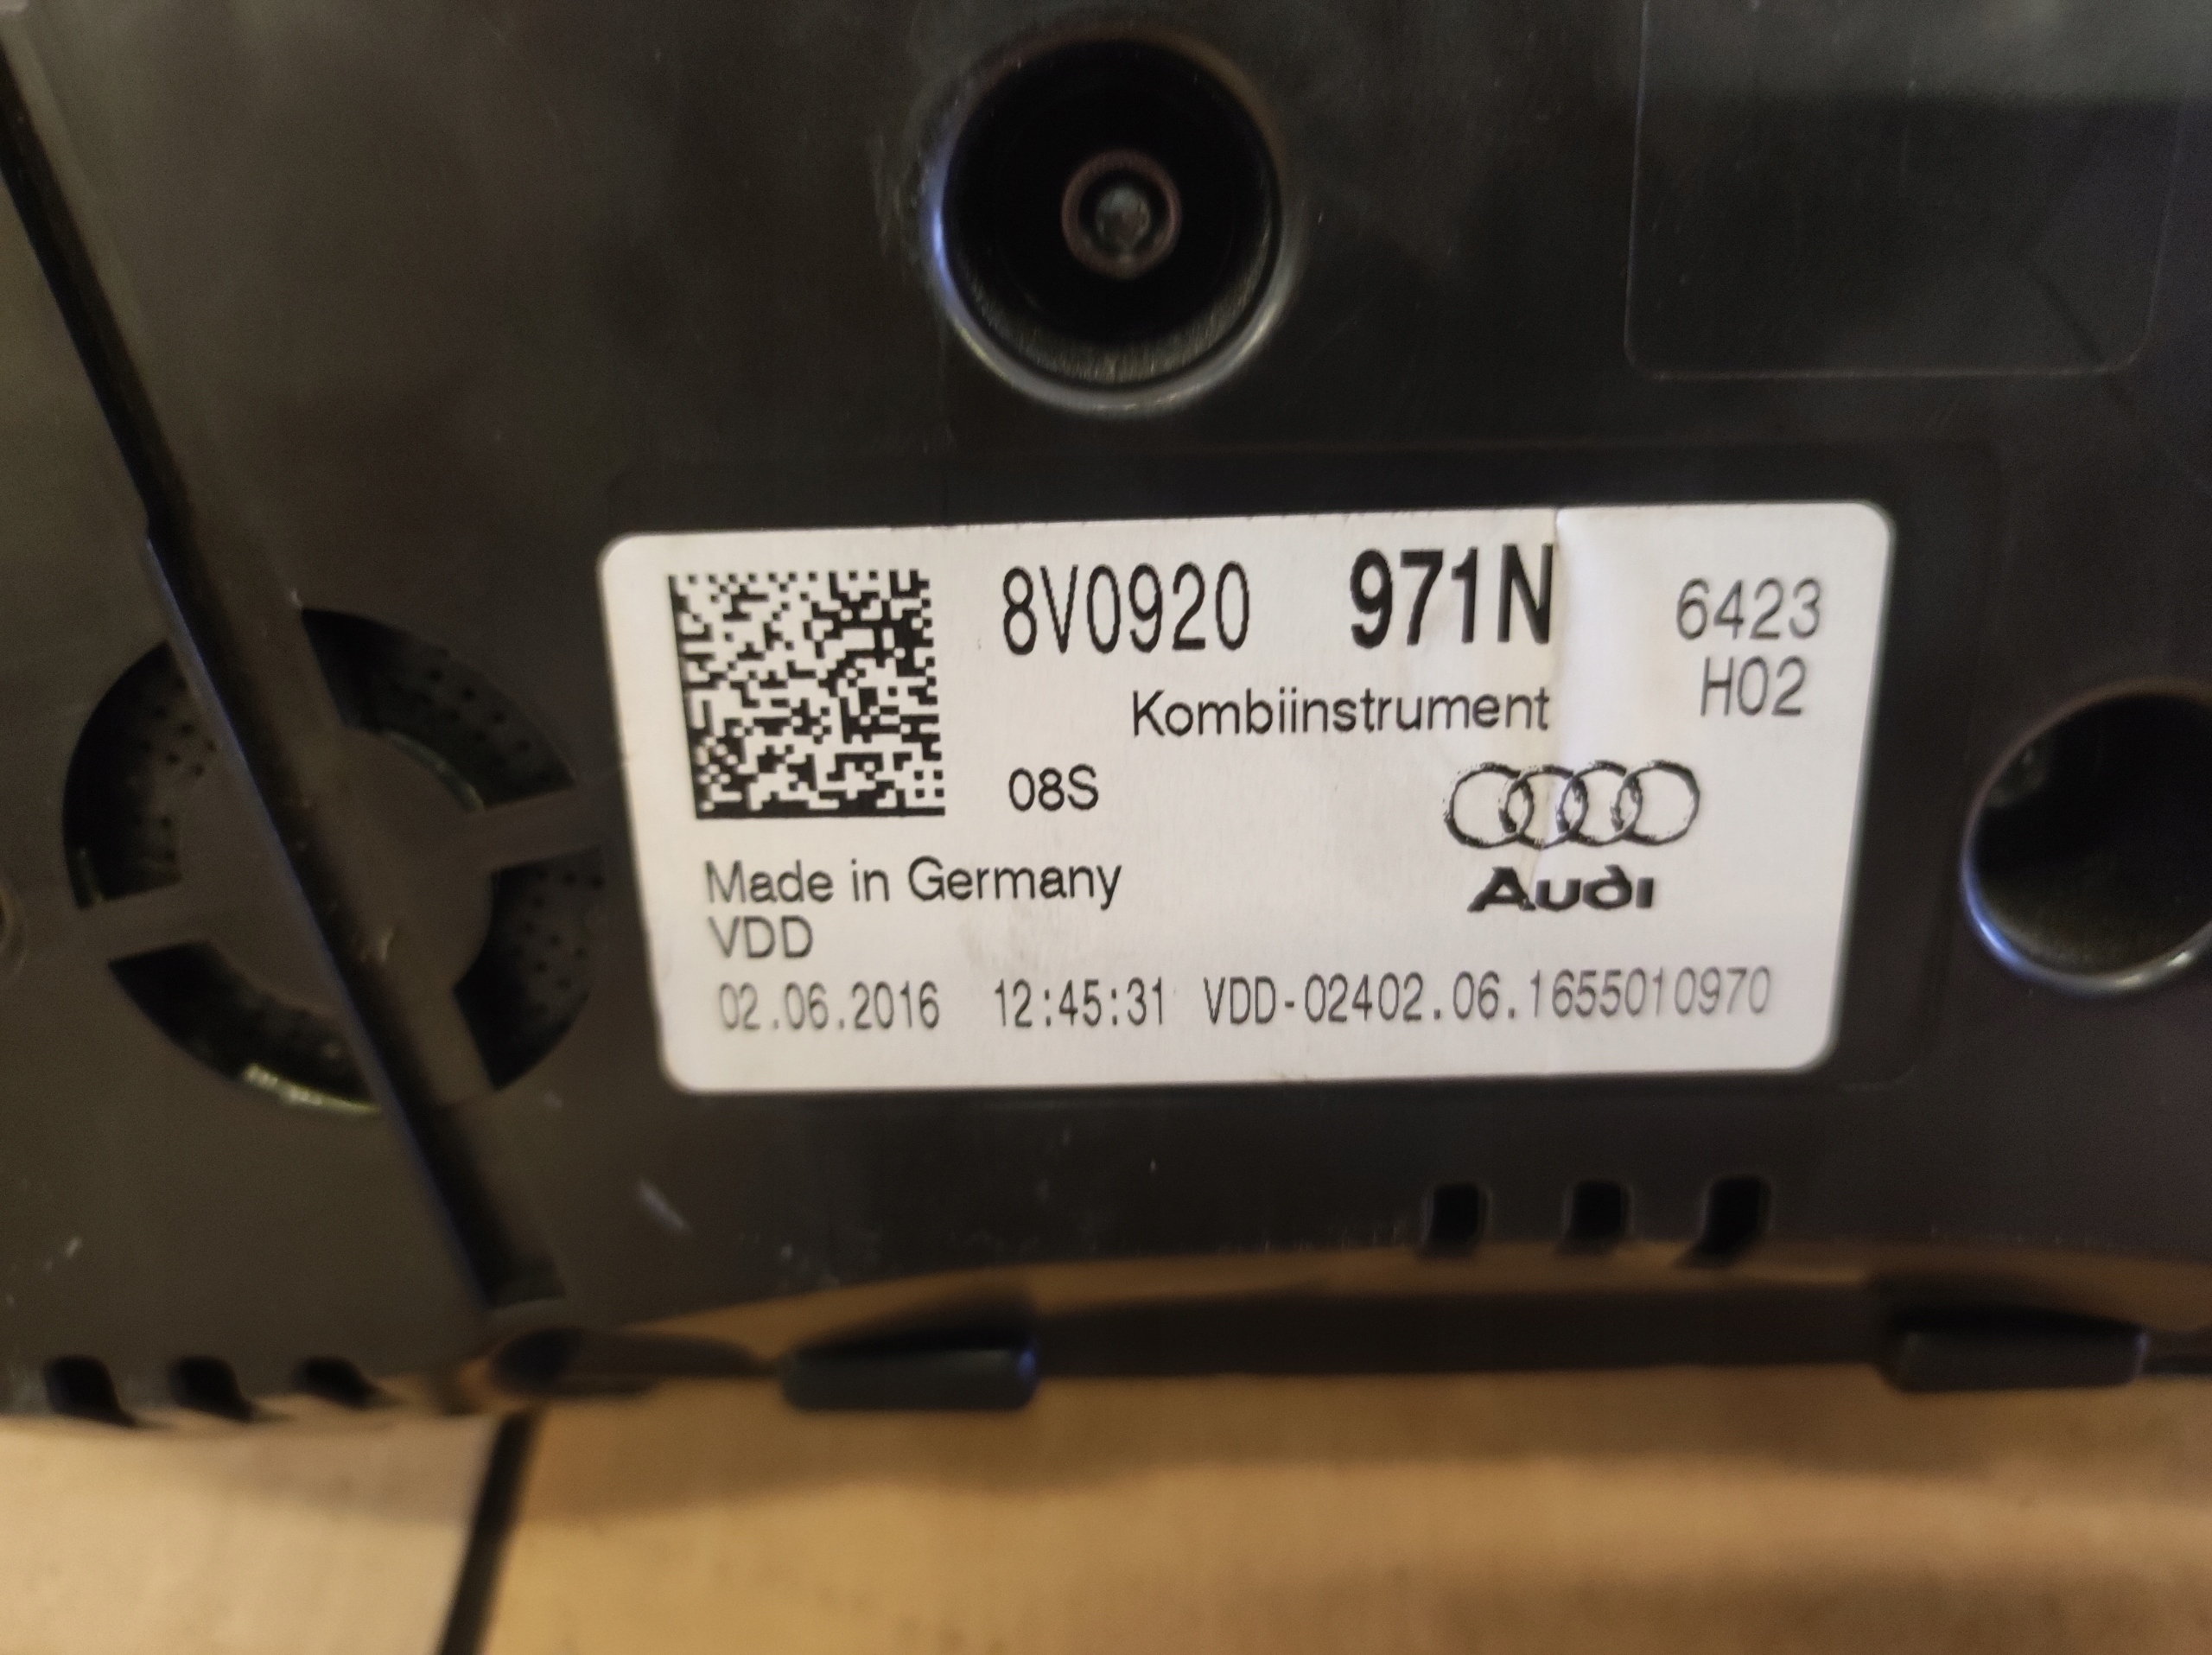 8V0920 971N 6423
H02
Kombiinstrument
08S
Audi
Made in Germany
VDD
02.06.2016 12:45:31 VDD-02402.06.1655010970